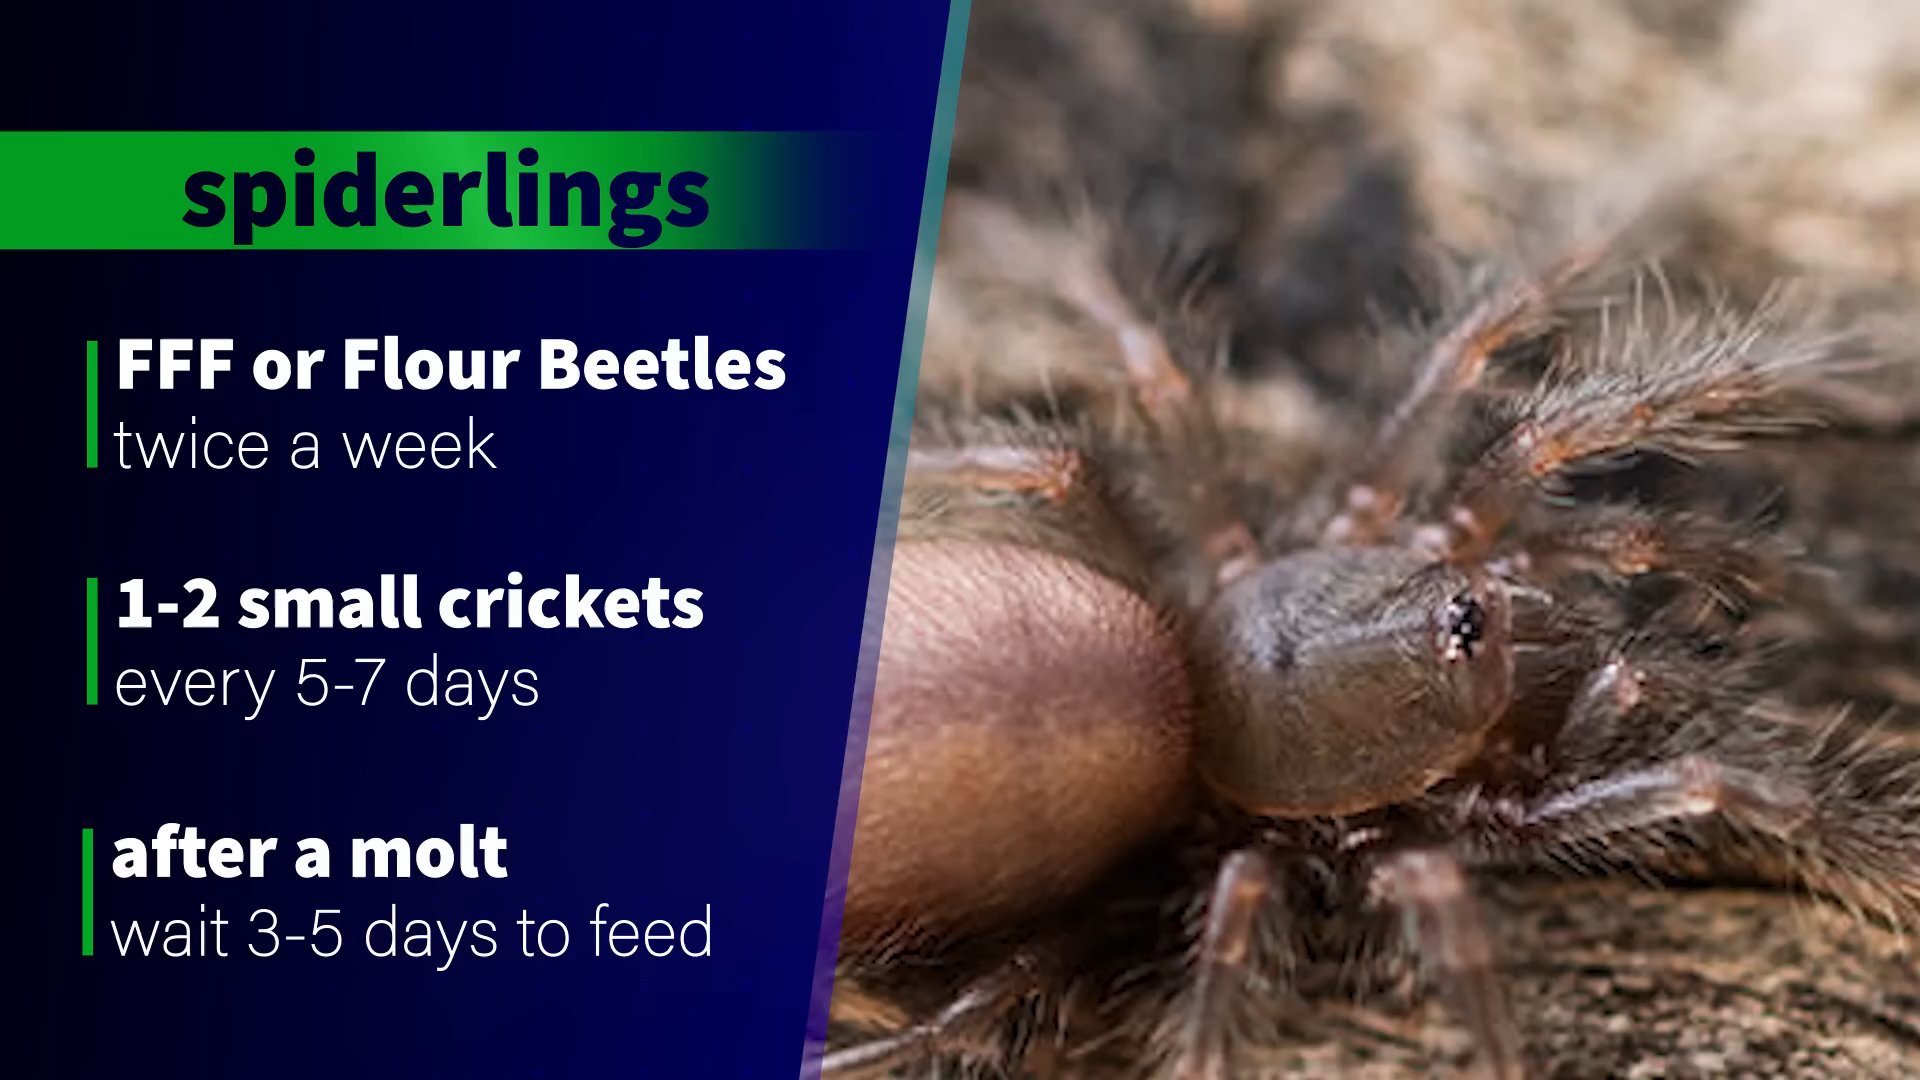 spiderlings
FFF or Flour Beetles
twice a week
1-2 small crickets
every 5-7 days
after a molt
wait 3-5 days to feed